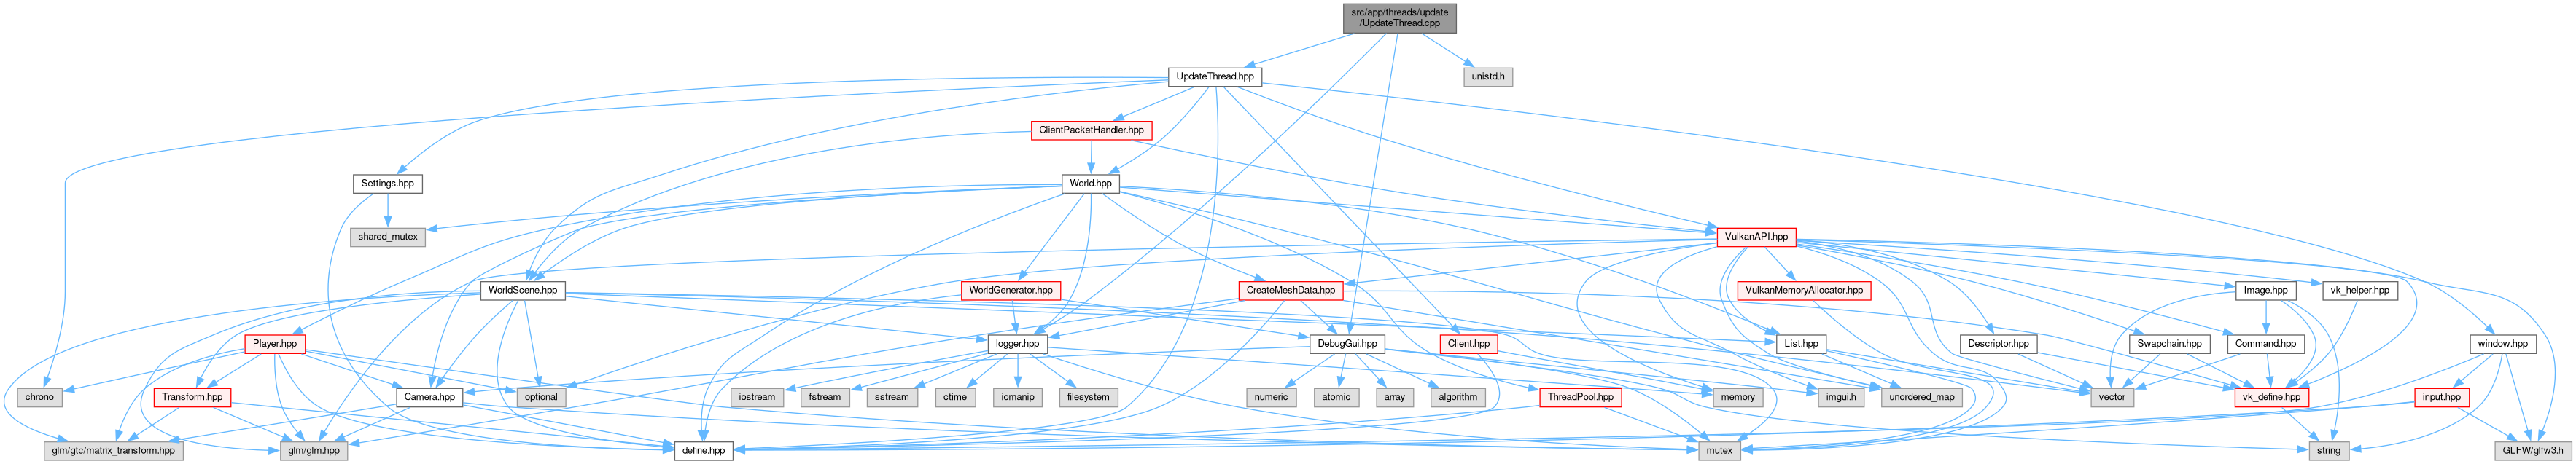 src/app/threads/update
/UpdateThread.cpp
UpdateThread.hpp
unistd.h
ClientPacketHandler.hpp
Settings.hpp
World.hpp
shared_mutex
VulkanAPI.hpp
WorldScene.hpp
WorldGenerator.hpp
CreateMeshData.hpp
VulkanMemoryAllocator.hpp
Image.hpp
vk_helper.hpp
Player.hpp
logger.hpp
DebugGui.hpp
Client.hpp
List.hpp
Descriptor.hpp
Swapchain.hpp
Command.hpp
window.hpp
chrono
Transform.hpp
optional
Camera.hpp
iostream
fstream
sstream
ctime
iomanip
filesystem
numeric
atomic
array
algorithm
ThreadPool.hpp
memory
imgui.h
unordered_map
vector
vk_define.hpp
input.hpp
glm/gtc/matrix_transform.hpp
glm/glm.hpp
define.hpp
mutex
string
GLFW/glfw3.h